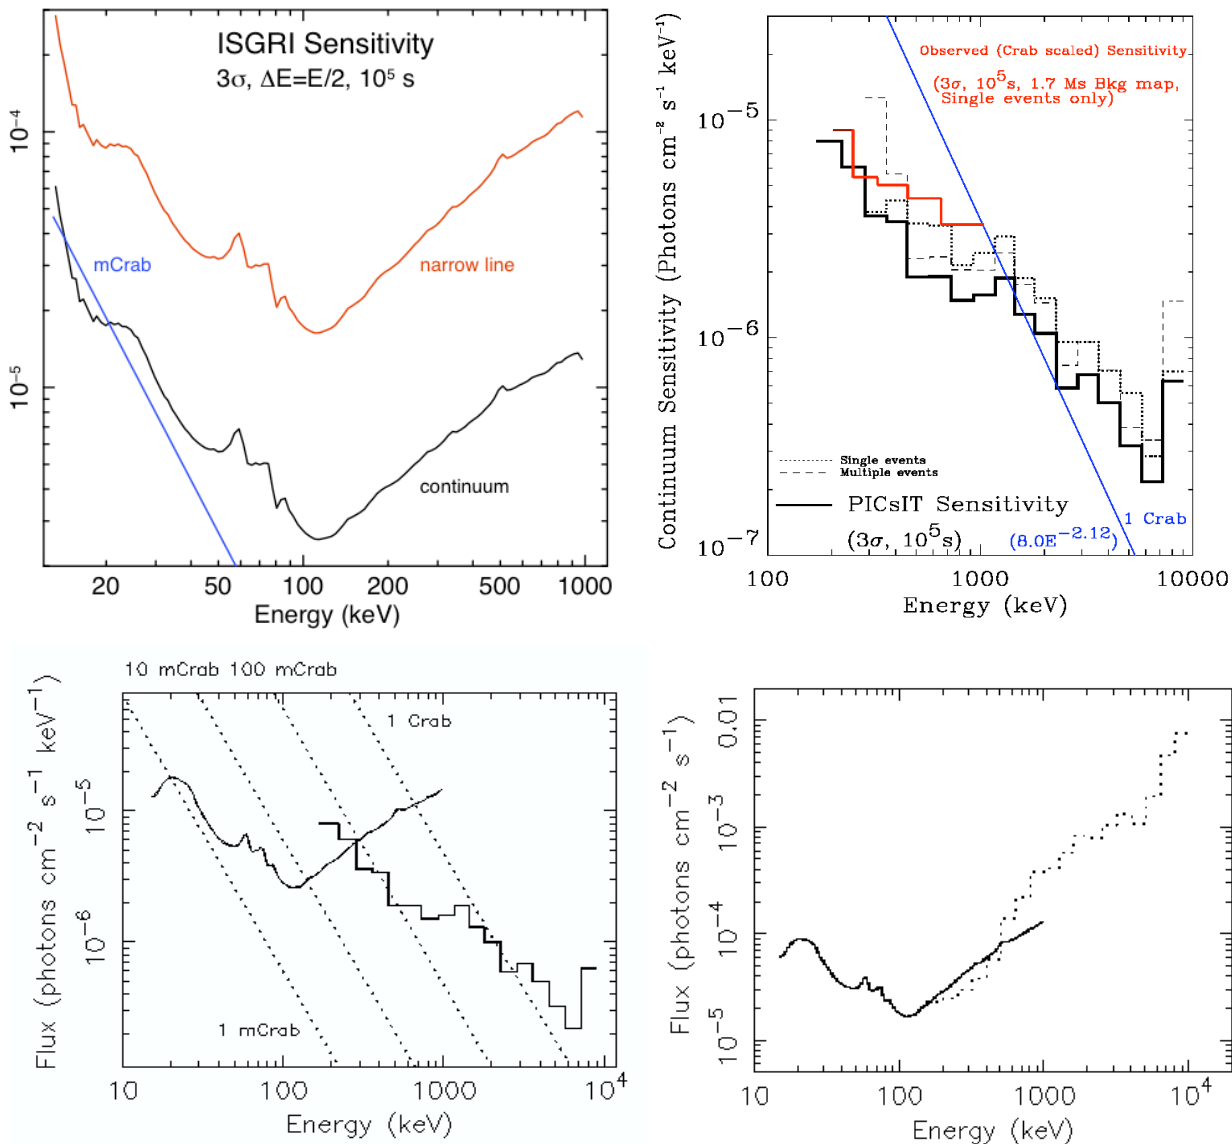 ISGRI Sensitivity
3σ, ΔE=E/2, 10⁵ s
10⁻⁴
mCrab
narrow line
10⁻⁵
continuum
20 50 100 200 500 1000
Energy (keV)
Continuum Sensitivity (Photons cm⁻² s⁻¹ keV⁻¹)
Observed (Crab scaled) Sensitivity
(3σ, 10⁵s, 1.7 Ms Bkg map,
Single events only)
10⁻⁵
10⁻⁶
Single events
Multiple events
PICsIT Sensitivity
1 Crab
(3σ, 10⁵s)
(8.0E⁻²·¹²)
10⁻⁷
100 1000 10000
Energy (keV)
10 mCrab 100 mCrab
Flux (photons cm⁻² s⁻¹ keV⁻¹)
1 Crab
10⁻⁵
10⁻⁶
1 mCrab
10 100 1000 10⁴
Energy (keV)
Flux (photons cm⁻² s⁻¹)
0.01
10⁻³
10⁻⁴
10⁻⁵
10 100 1000 10⁴
Energy (keV)